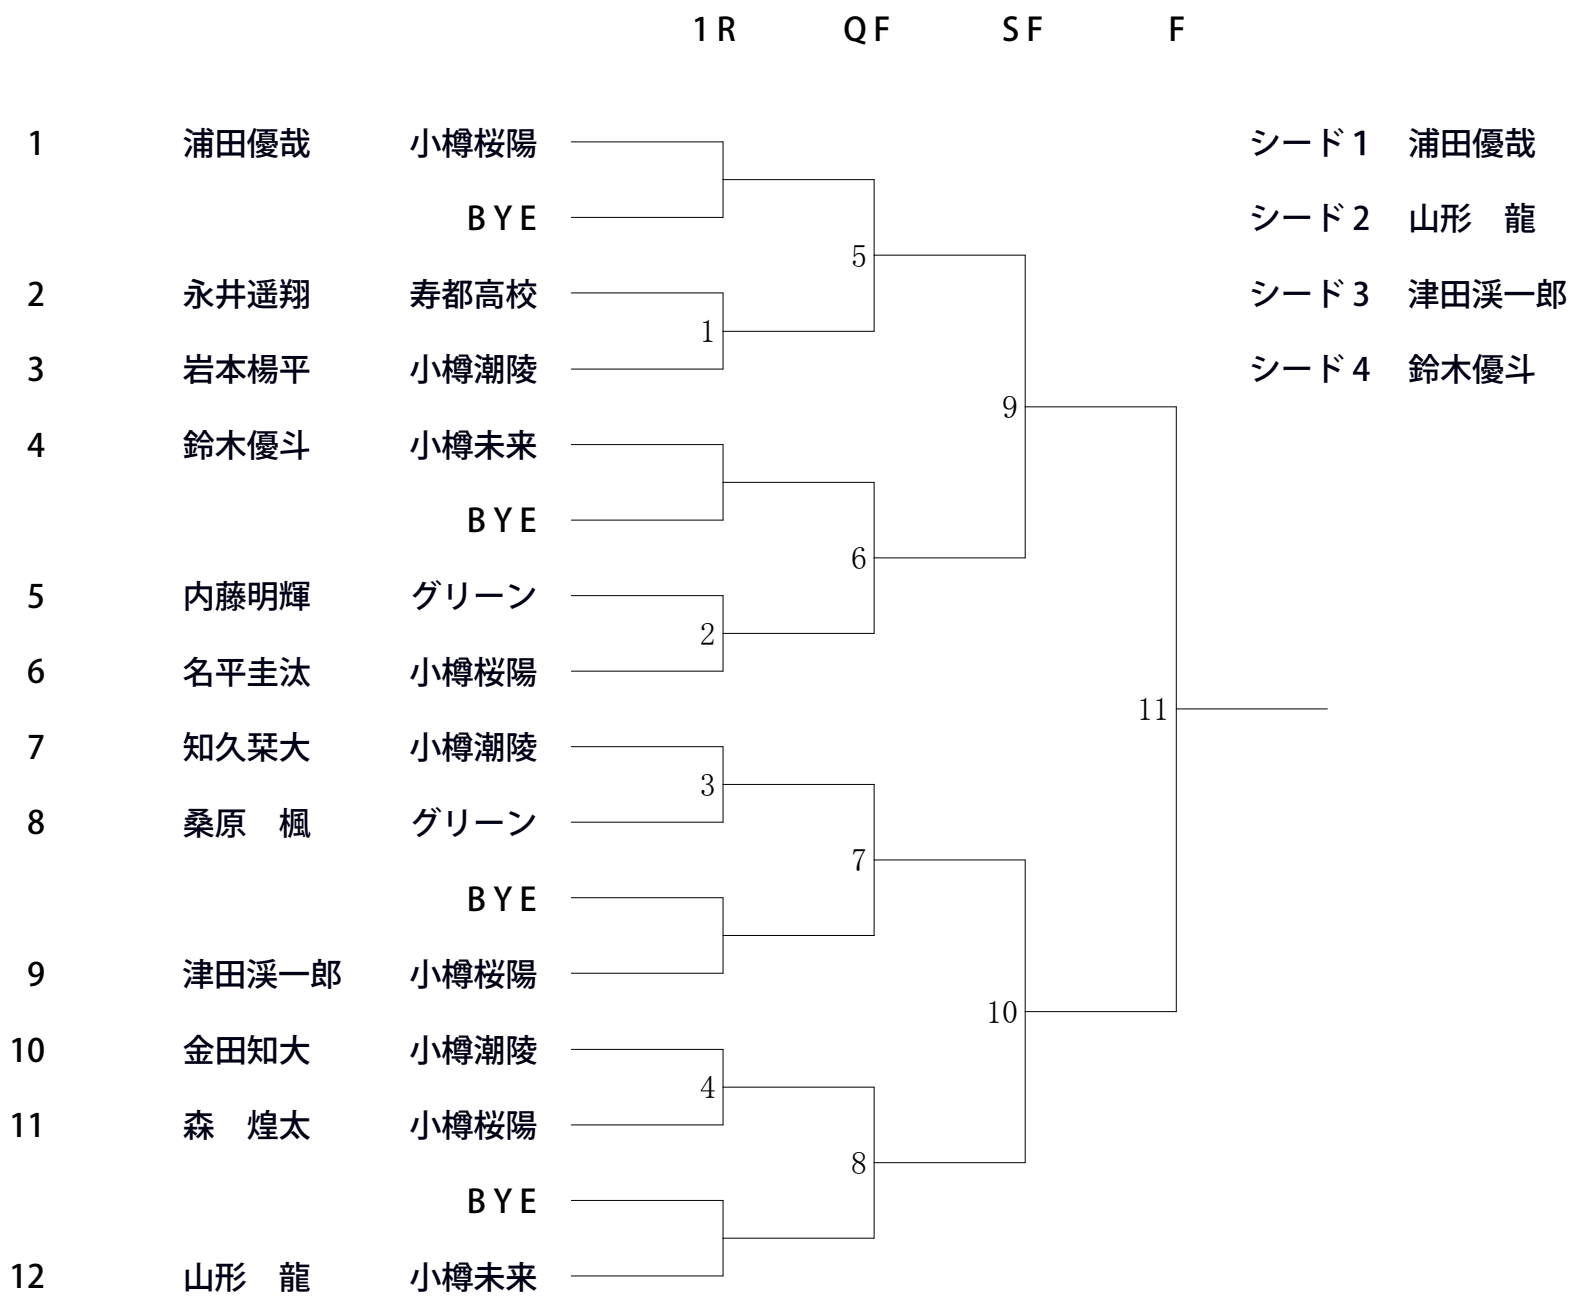 1R QF SF F
1 浦田優哉 小樽桜陽 シード1 浦田優哉
BYE シード2 山形　龍
5
2 永井遥翔 寿都高校 シード3 津田渓一郎
1
3 岩本楊平 小樽潮陵 シード4 鈴木優斗
9
4 鈴木優斗 小樽未来
BYE
6
5 内藤明輝 グリーン
2
6 名平圭汰 小樽桜陽
11
7 知久栞大 小樽潮陵
3
8 桑原　楓 グリーン
7
BYE
9 津田渓一郎 小樽桜陽
10
10 金田知大 小樽潮陵
4
11 森　煌太 小樽桜陽
8
BYE
12 山形　龍 小樽未来